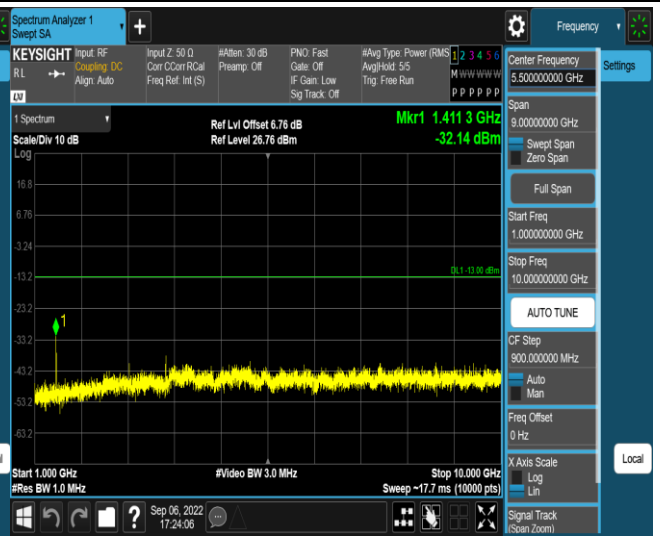 Spectrum Analyzer 1
Swept SA
Frequency
KEYSIGHT
Input: RF
Input Z: 50 Ω
#Atten: 30 dB
PNO: Fast
#Avg Type: Power (RMS
1 2 3 4 5 6
R L
Coupling: DC
Corr CCorr RCal
Preamp: Off
Gate: Off
Avg|Hold: 5/5
M W W W W W
Align: Auto
Freq Ref: Int (S)
IF Gain: Low
Trig: Free Run
P P P P P P
Sig Track: Off
LXI
1 Spectrum
Ref Lvl Offset 6.76 dB
Mkr1 1.411 3 GHz
Scale/Div 10 dB
Ref Level 26.76 dBm
-32.14 dBm
Log
16.8
6.76
-3.24
DL1 -13.00 dBm
-13.2
-23.2
1
-33.2
-43.2
-53.2
-63.2
Start 1.000 GHz
#Video BW 3.0 MHz
Stop 10.000 GHz
#Res BW 1.0 MHz
Sweep ~17.7 ms (10000 pts)
Sep 06, 2022
17:24:06
?
Center Frequency
5.500000000 GHz
Settings
Span
9.00000000 GHz
Swept Span
Zero Span
Full Span
Start Freq
1.000000000 GHz
Stop Freq
10.000000000 GHz
AUTO TUNE
CF Step
900.000000 MHz
Auto
Man
Freq Offset
0 Hz
X Axis Scale
Log
Lin
Local
Signal Track
(Span Zoom)